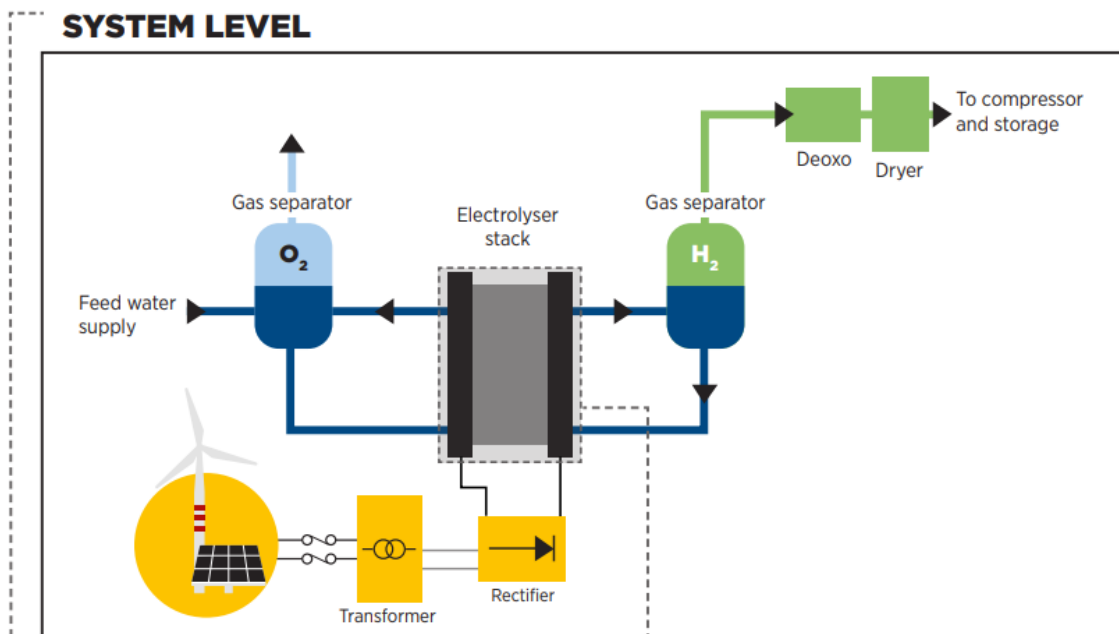 SYSTEM LEVEL
To compressor
and storage
Deoxo
Dryer
Gas separator
Electrolyser
stack
Gas separator
O₂
H₂
Feed water
supply
Transformer
Rectifier